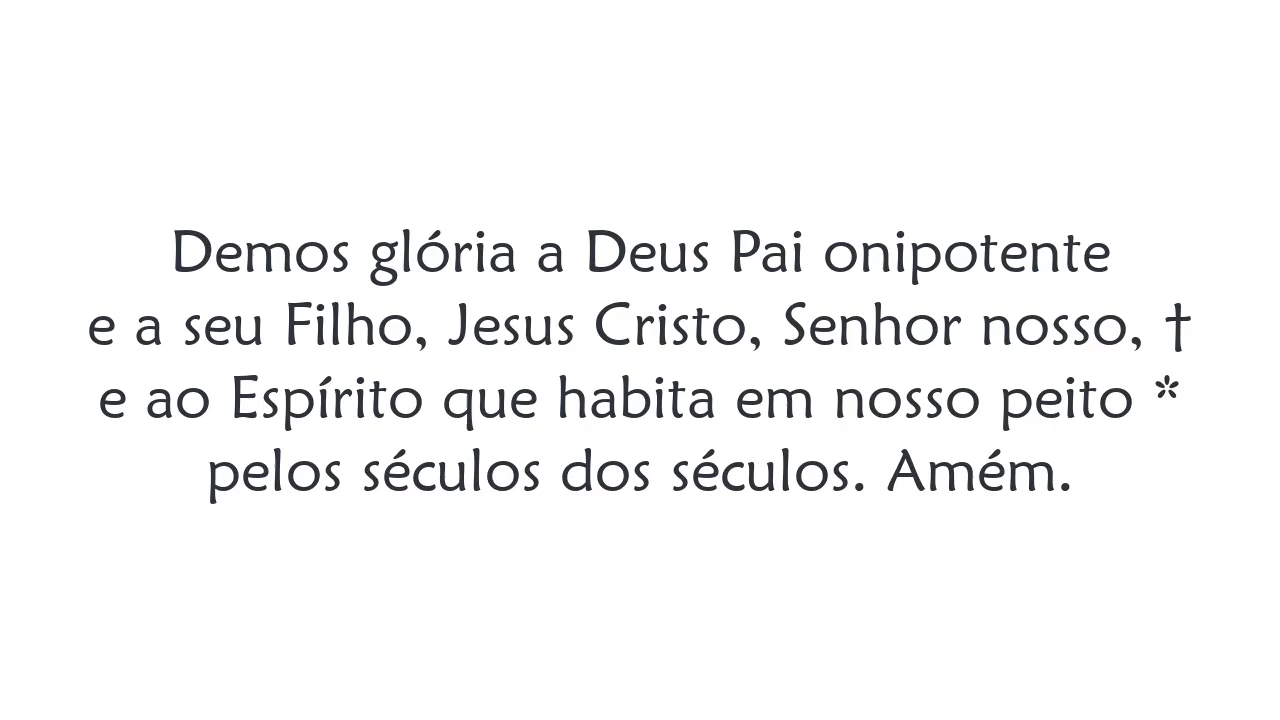 Demos glória a Deus Pai onipotente
e a seu Filho, Jesus Cristo, Senhor nosso, †
e ao Espírito que habita em nosso peito *
pelos séculos dos séculos. Amém.